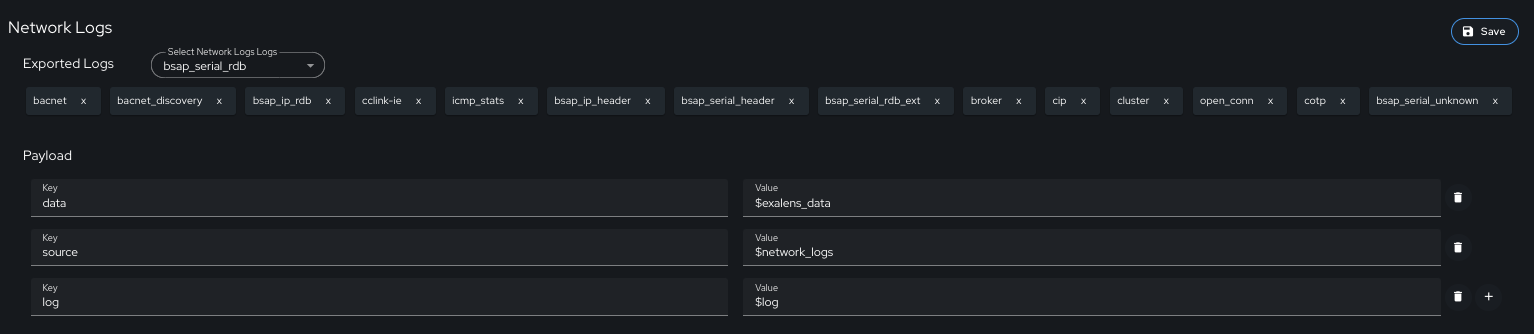 Network Logs
Save
Select Network Logs Logs
Exported Logs
bsap_serial_rdb
bacnet x bacnet_discovery x bsap_ip_rdb x cclink-ie x icmp_stats x bsap_ip_header x bsap_serial_header x bsap_serial_rdb_ext x broker x cip x cluster x open_conn x cotp x bsap_serial_unknown x
Payload
Key Value
data $exalens_data
Key Value
source $network_logs
Key Value
log $log